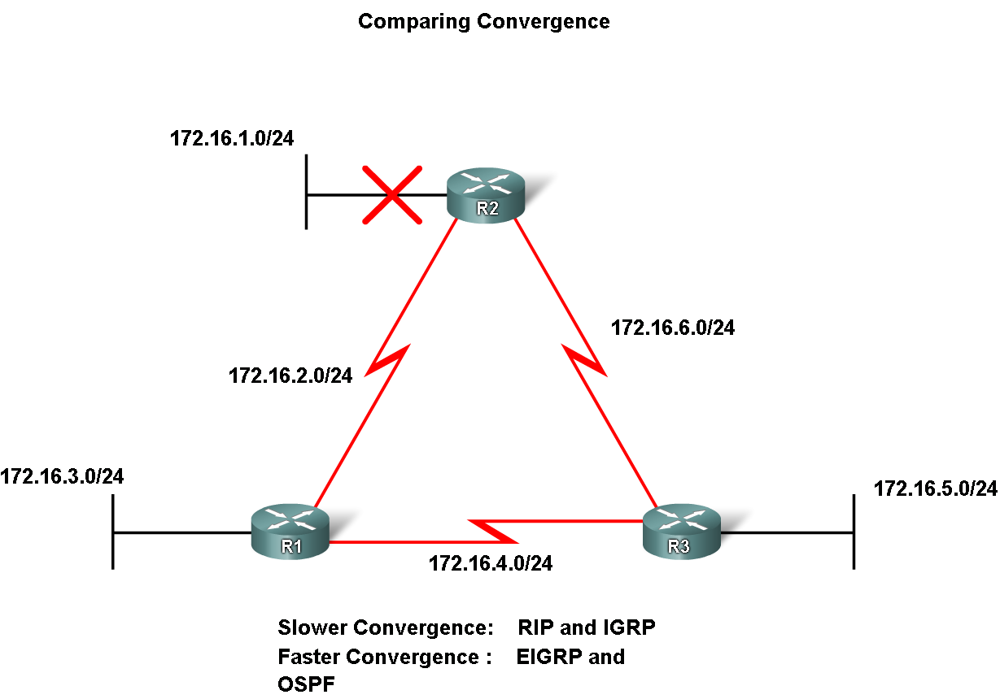 Comparing Convergence
172.16.1.0/24
R2
172.16.6.0/24
172.16.2.0/24
172.16.3.0/24
172.16.5.0/24
R1
R3
172.16.4.0/24
Slower Convergence: RIP and IGRP
Faster Convergence : EIGRP and
OSPF